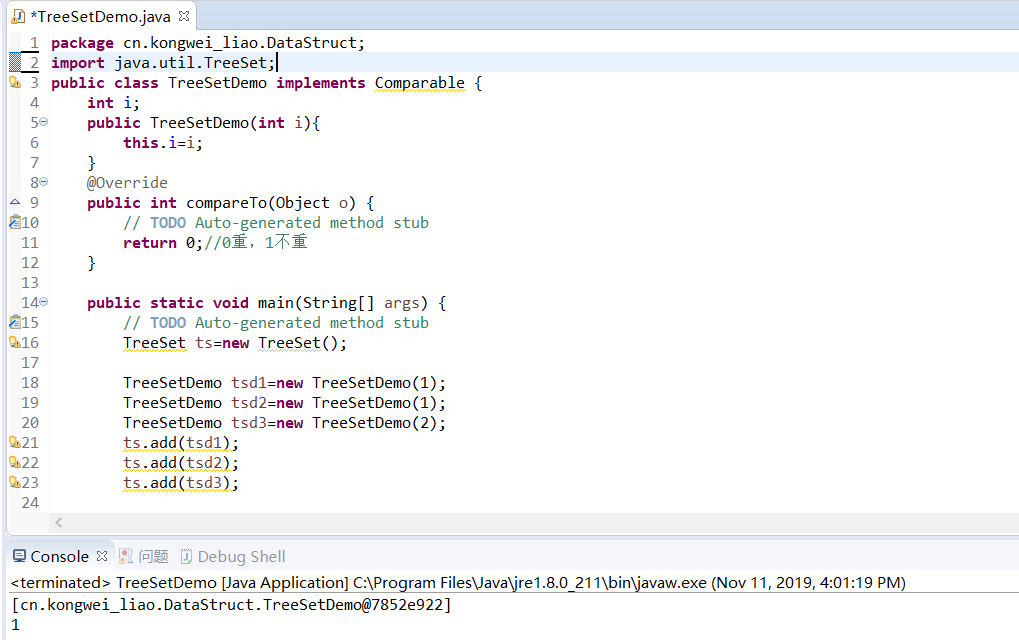 *TreeSetDemo.java
1 package cn.kongwei_liao.DataStruct;
2 import java.util.TreeSet;
3 public class TreeSetDemo implements Comparable {
4 int i;
5 public TreeSetDemo(int i){
6 this.i=i;
7 }
8 @Override
9 public int compareTo(Object o) {
10 // TODO Auto-generated method stub
11 return 0;//0重，1不重
12 }
13
14 public static void main(String[] args) {
15 // TODO Auto-generated method stub
16 TreeSet ts=new TreeSet();
17
18 TreeSetDemo tsd1=new TreeSetDemo(1);
19 TreeSetDemo tsd2=new TreeSetDemo(1);
20 TreeSetDemo tsd3=new TreeSetDemo(2);
21 ts.add(tsd1);
22 ts.add(tsd2);
23 ts.add(tsd3);
24
Console 问题 Debug Shell
<terminated> TreeSetDemo [Java Application] C:\Program Files\Java\jre1.8.0_211\bin\javaw.exe (Nov 11, 2019, 4:01:19 PM)
[cn.kongwei_liao.DataStruct.TreeSetDemo@7852e922]
1